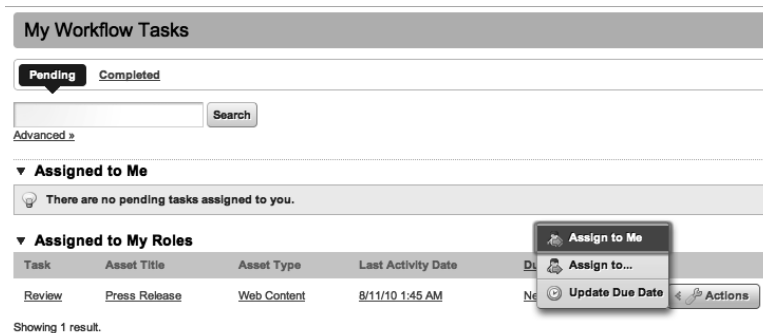 My Workflow Tasks
Pending Completed
Search
Advanced »
▼ Assigned to Me
There are no pending tasks assigned to you.
▼ Assigned to My Roles
Assign to Me
Task Asset Title Asset Type Last Activity Date Du Assign to...
Review Press Release Web Content 8/11/10 1:45 AM Ne Update Due Date Actions
Showing 1 result.